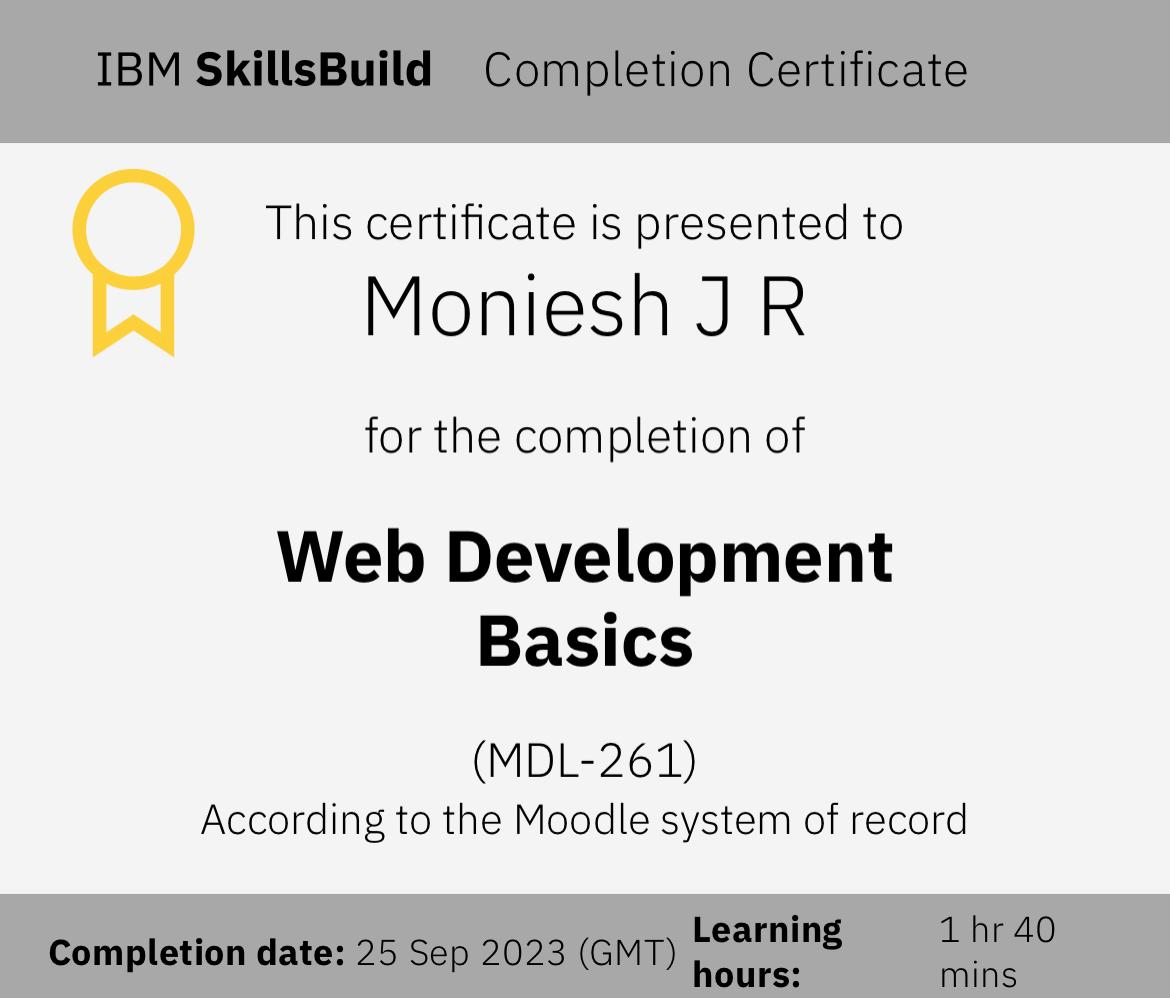 IBM SkillsBuild Completion Certificate
This certificate is presented to
Moniesh J R
for the completion of
Web Development
Basics
(MDL-261)
According to the Moodle system of record
Completion date: 25 Sep 2023 (GMT)
Learning
hours:
1 hr 40
mins